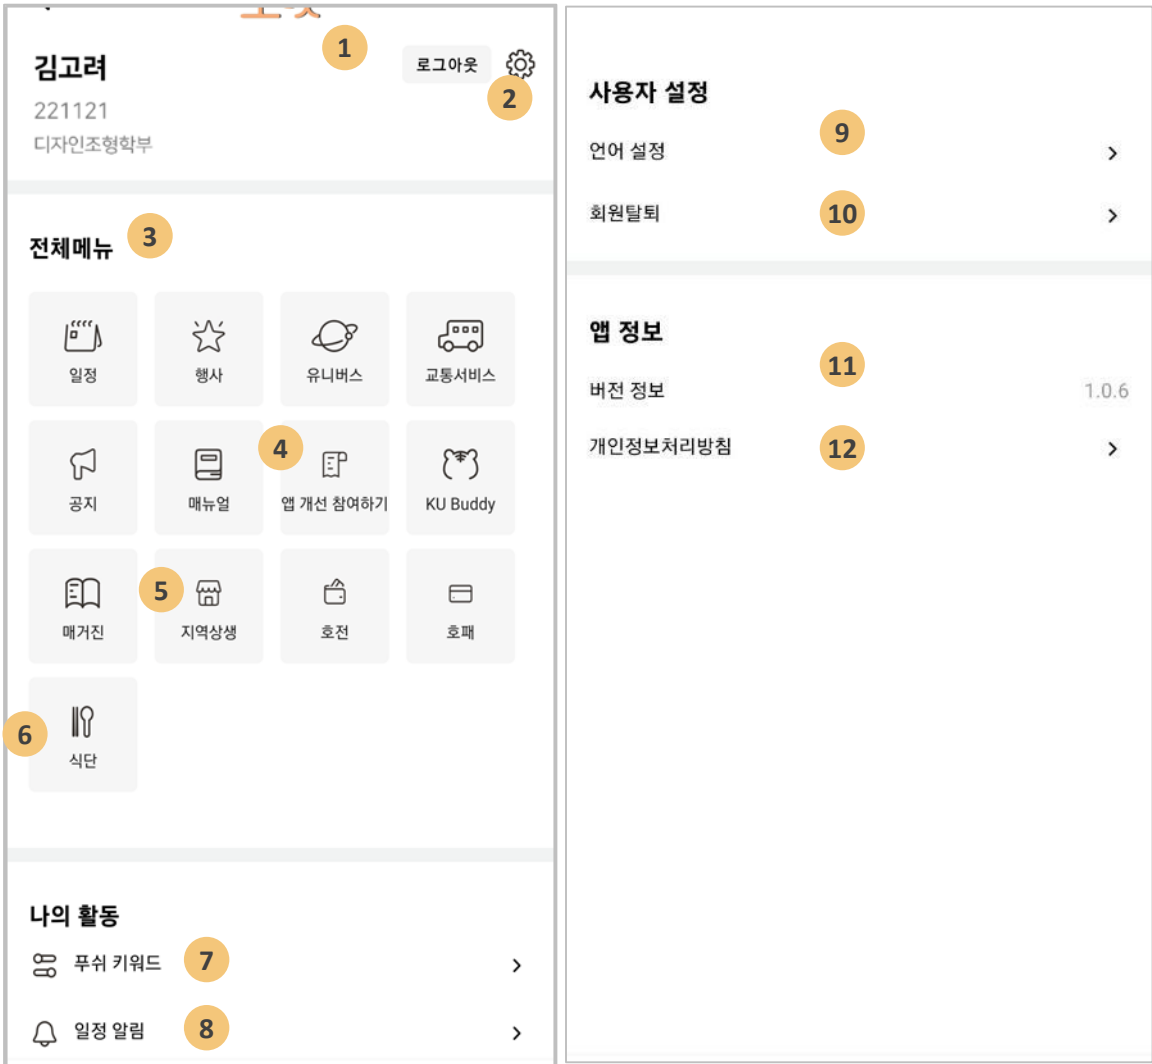 1
김고려
로그아웃
2
221121
디자인조형학부
전체메뉴 3
일정 행사 유니버스 교통서비스
4
공지 매뉴얼 앱 개선 참여하기 KU Buddy
5
매거진 지역상생 호전 호패
6
식단
나의 활동
푸쉬 키워드 7
일정 알림 8
사용자 설정
9
언어 설정
회원탈퇴 10
앱 정보
11
버전 정보 1.0.6
개인정보처리방침 12